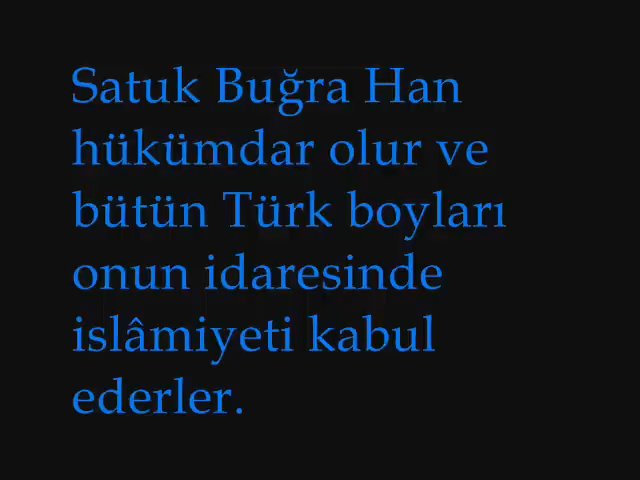 Satuk Buğra Han
hükümdar olur ve
bütün Türk boyları
onun idaresinde
islâmiyeti kabul
ederler.